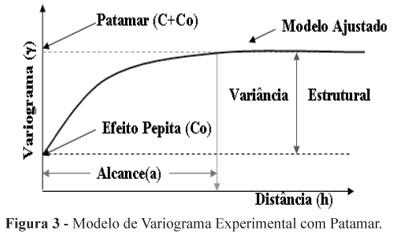 Patamar (C+Co)
Modelo Ajustado
Variograma (γ)
Variância
Estrutural
Efeito Pepita (Co)
Alcance(a)
Distância (h)
Figura 3 - Modelo de Variograma Experimental com Patamar.